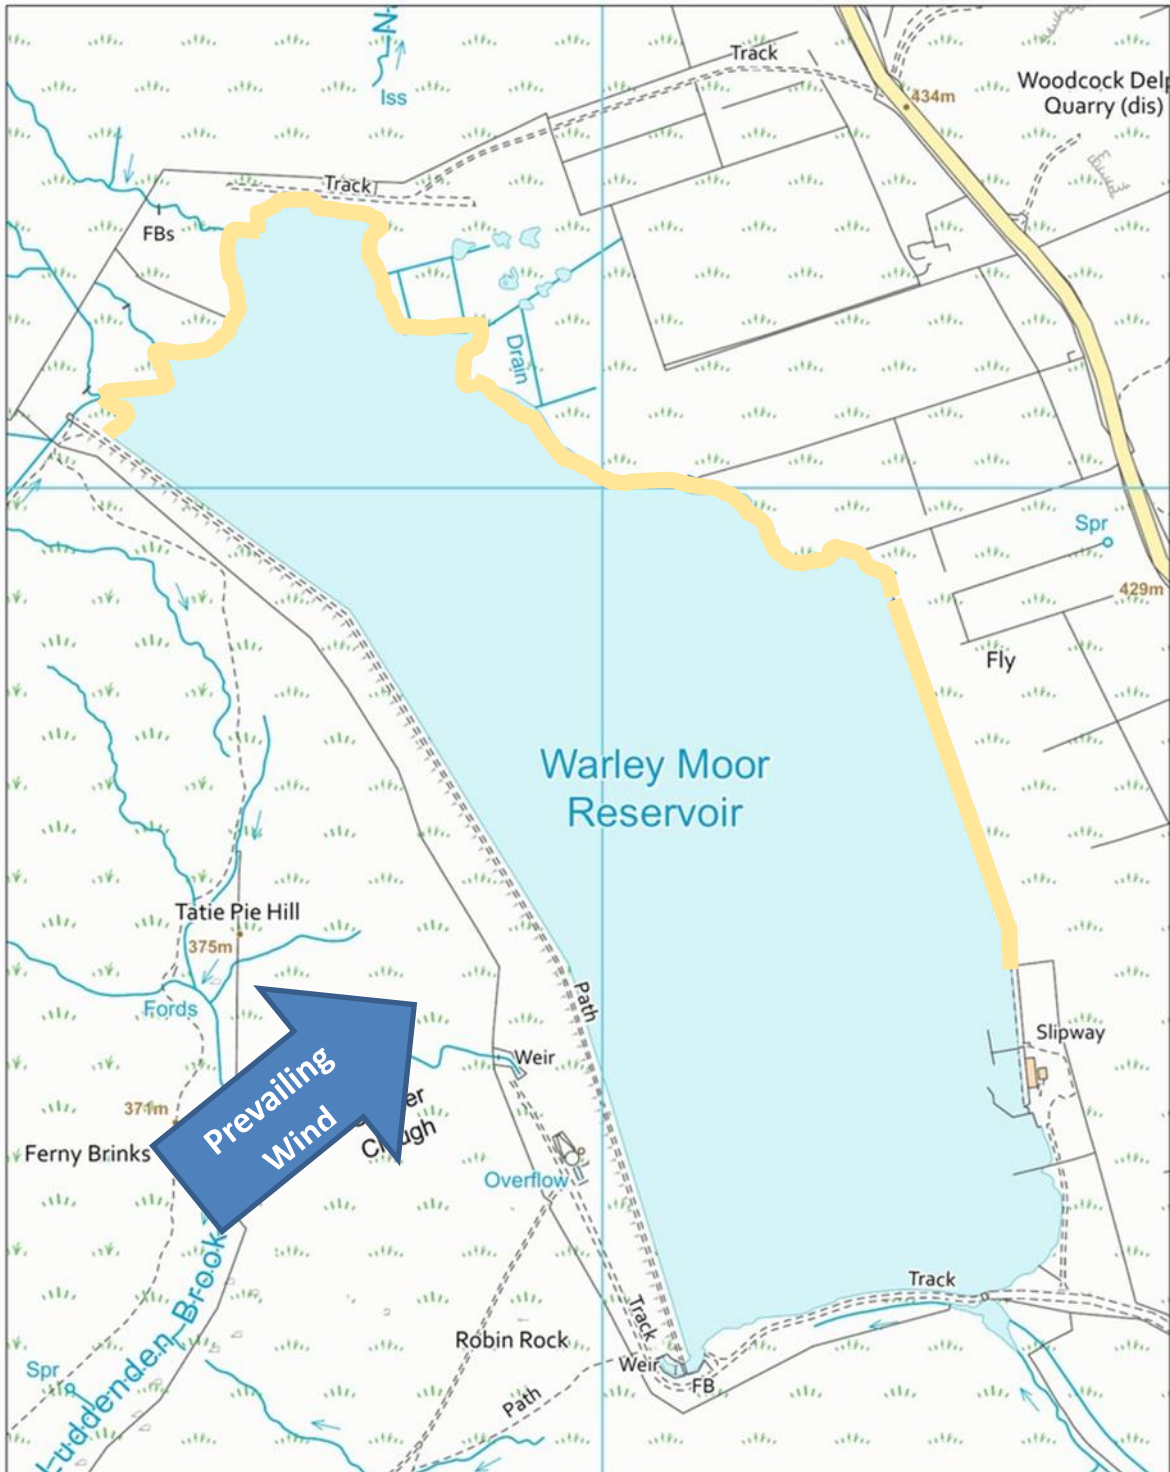 N
Iss
Track
434m
Woodcock Delp
Quarry (dis)
Track
FBs
Drain
Spr
429m
Fly
Warley Moor
Reservoir
Tatie Pie Hill
375m
Fords
Path
Slipway
Weir
Prevailing
Wind
371m
er
Ferny Brinks
Overflow
Track
Track
Robin Rock
Weir
FB
Path
Spr
Luddenden Brook